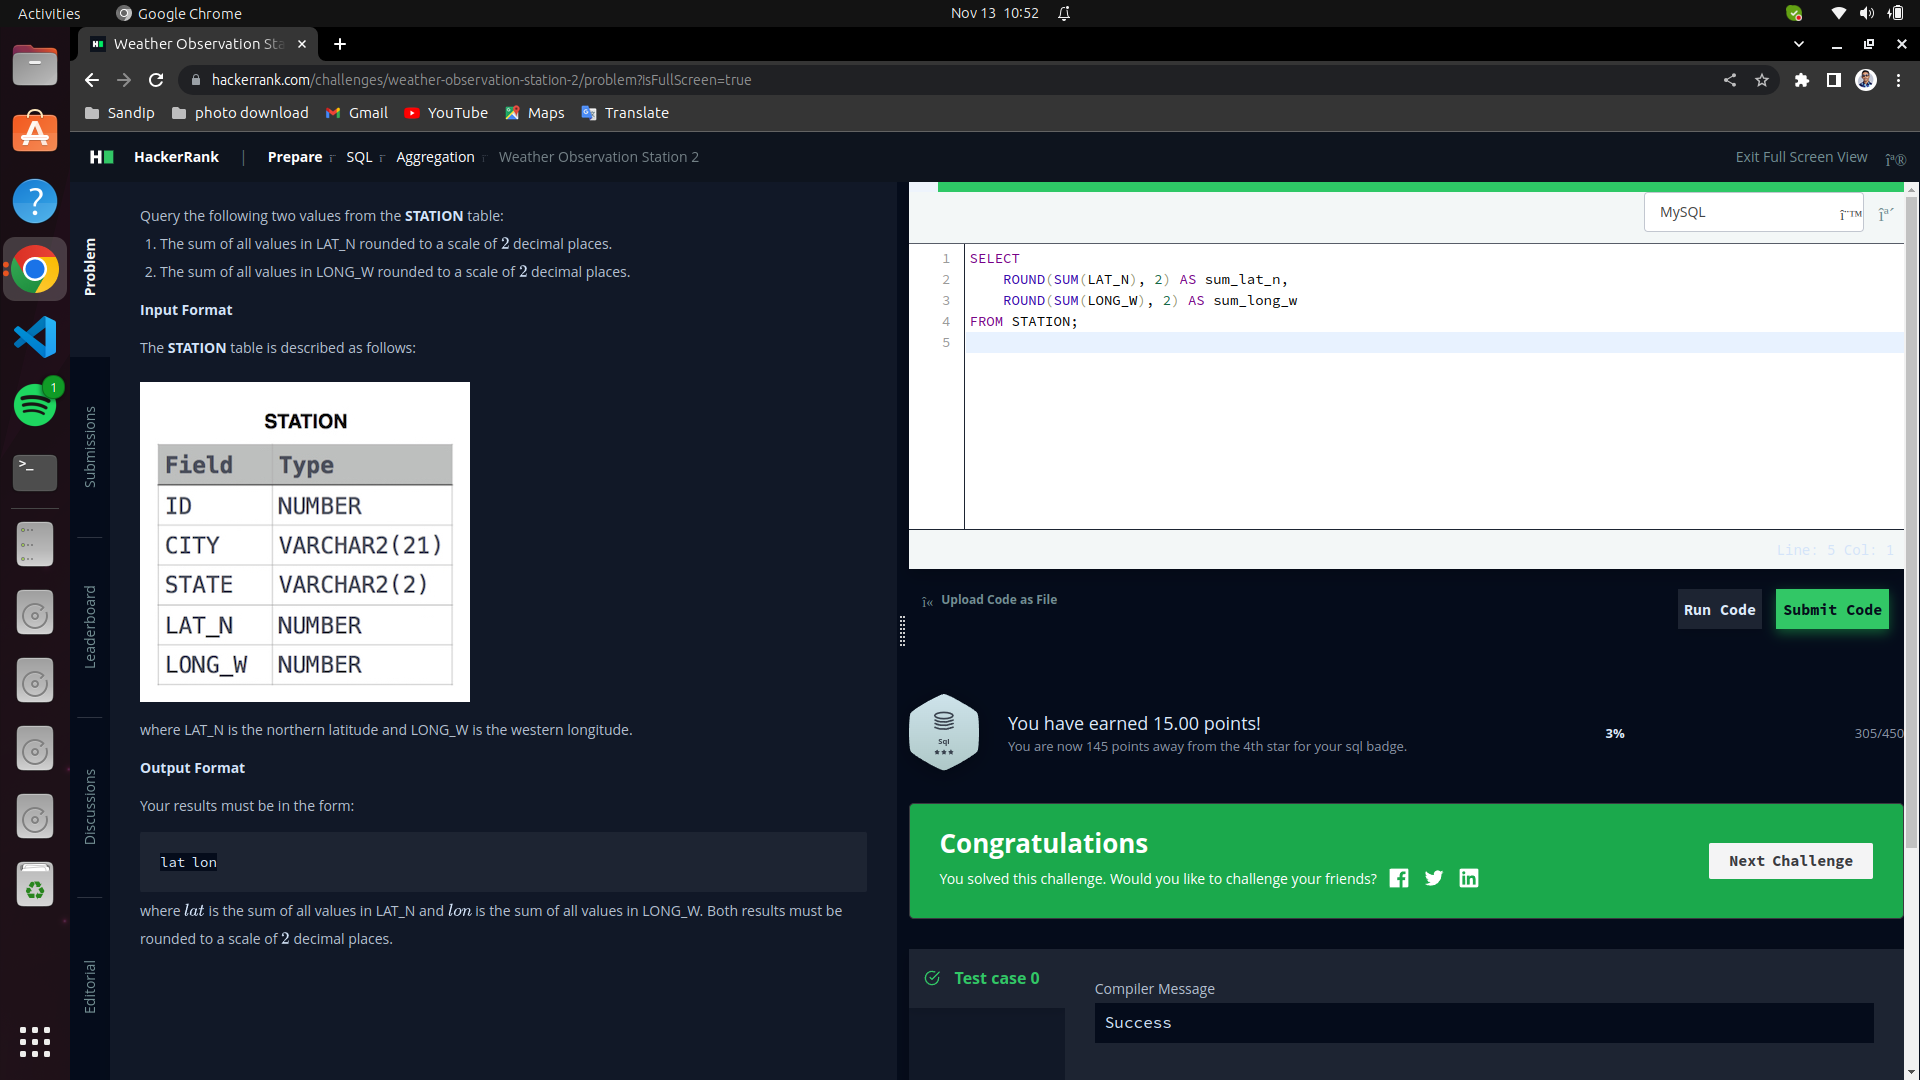 Activities
Google Chrome
Nov 13 10:52
Weather Observation Sta
hackerrank.com/challenges/weather-observation-station-2/problem?isFullScreen=true
Sandip
photo download
Gmail
YouTube
Maps
Translate
HackerRank
Prepare
SQL
Aggregation
Weather Observation Station 2
Exit Full Screen View
Problem
Submissions
Leaderboard
Discussions
Editorial
Query the following two values from the STATION table:
1. The sum of all values in LAT_N rounded to a scale of 2 decimal places.
2. The sum of all values in LONG_W rounded to a scale of 2 decimal places.
Input Format
The STATION table is described as follows:
STATION
Field Type
ID NUMBER
CITY VARCHAR2(21)
STATE VARCHAR2(2)
LAT_N NUMBER
LONG_W NUMBER
where LAT_N is the northern latitude and LONG_W is the western longitude.
Output Format
Your results must be in the form:
lat lon
where lat is the sum of all values in LAT_N and lon is the sum of all values in LONG_W. Both results must be
rounded to a scale of 2 decimal places.
MySQL
1 SELECT
2 ROUND(SUM(LAT_N), 2) AS sum_lat_n,
3 ROUND(SUM(LONG_W), 2) AS sum_long_w
4 FROM STATION;
5
Line: 5 Col: 1
Upload Code as File
Run Code
Submit Code
Sql
You have earned 15.00 points!
You are now 145 points away from the 4th star for your sql badge.
3%
305/450
Congratulations
You solved this challenge. Would you like to challenge your friends?
Next Challenge
Test case 0
Compiler Message
Success
1